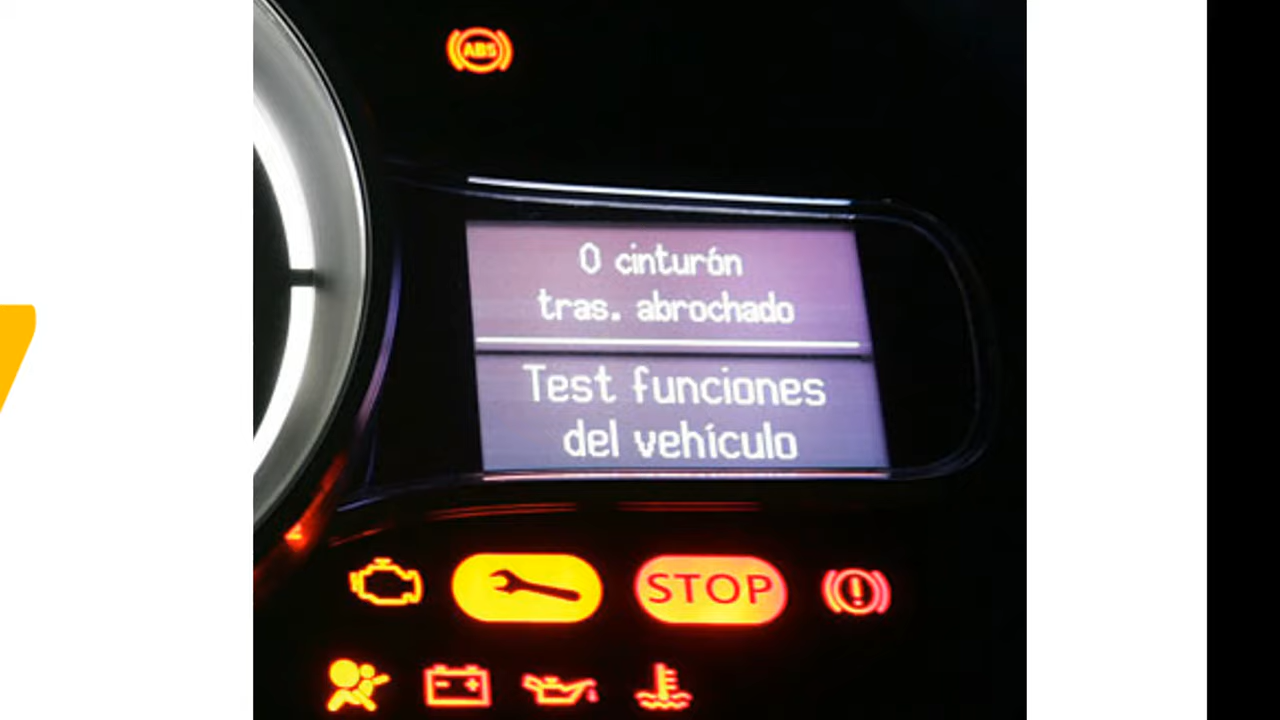 ABS
0 cinturón
tras. abrochado
Test funciones
del vehículo
STOP